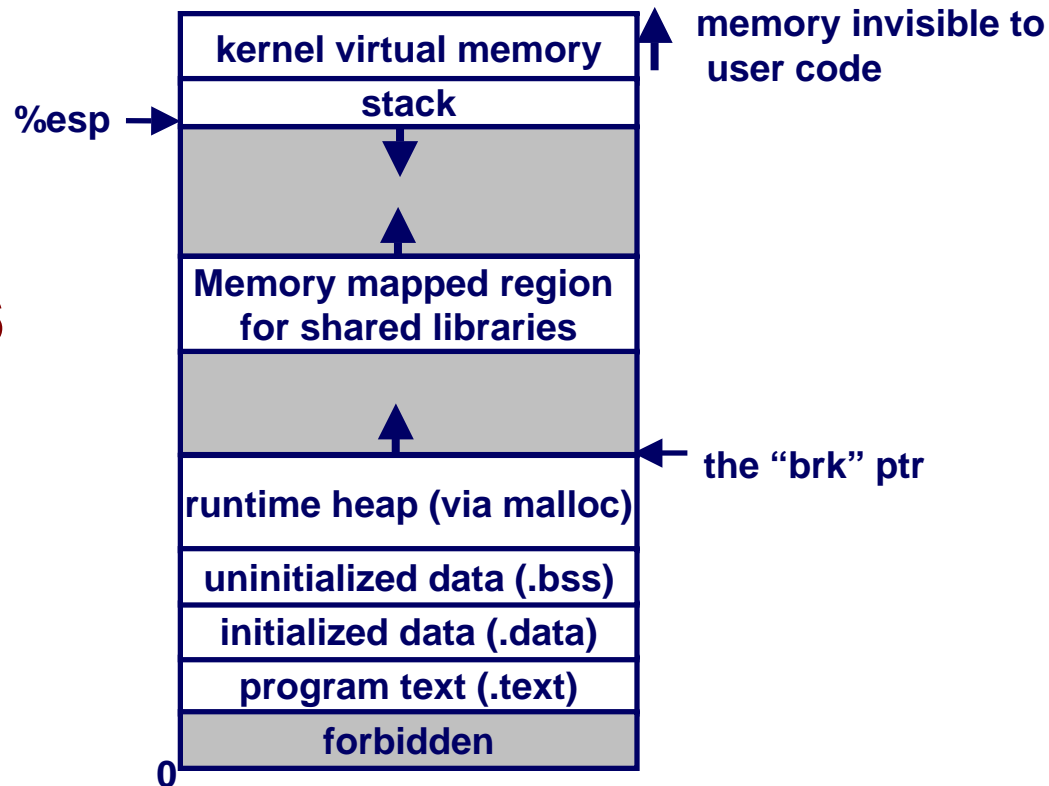 kernel virtual memory
memory invisible to
user code
%esp
stack
Memory mapped region
for shared libraries
the “brk” ptr
runtime heap (via malloc)
uninitialized data (.bss)
initialized data (.data)
program text (.text)
forbidden
0